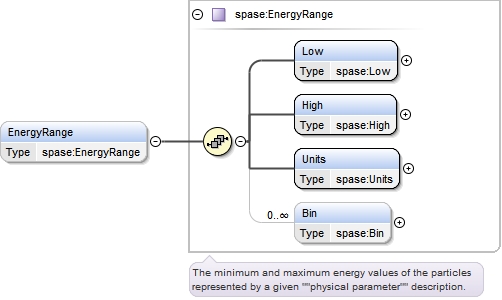 spase:EnergyRange
Low
Type spase:Low
High
Type spase:High
EnergyRange
Type spase:EnergyRange
Units
Type spase:Units
0..∞
Bin
Type spase:Bin
The minimum and maximum energy values of the particles
represented by a given ""physical parameter"" description.